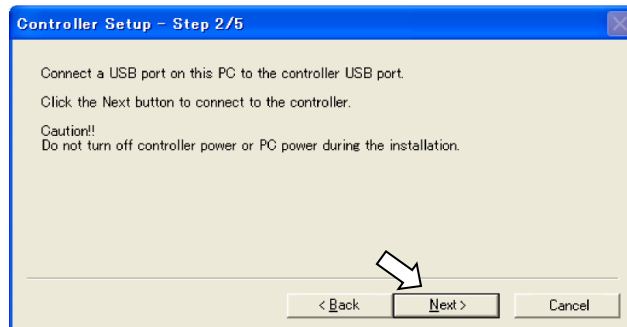 Controller Setup - Step 2/5
Connect a USB port on this PC to the controller USB port.
Click the Next button to connect to the controller.
Caution!!
Do not turn off controller power or PC power during the installation.
< Back
Next >
Cancel